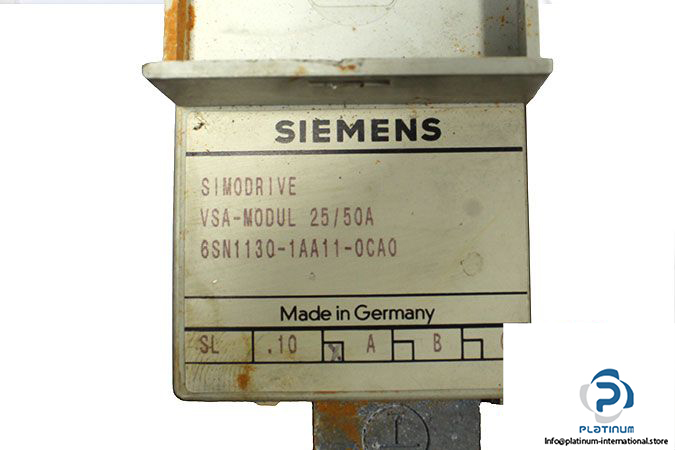 SIEMENS
SIMODRIVE
VSA-MODUL 25/50A
6SN1130-1AA11-0CA0
Made in Germany
SL .10 A B
PLATINUM
Info@platinum-international.store